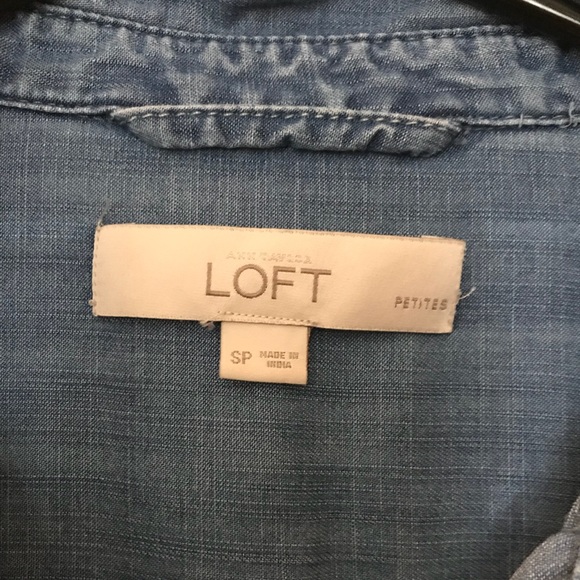 ANN TAYLOR
LOFT
PETITES
SP MADE IN
INDIA